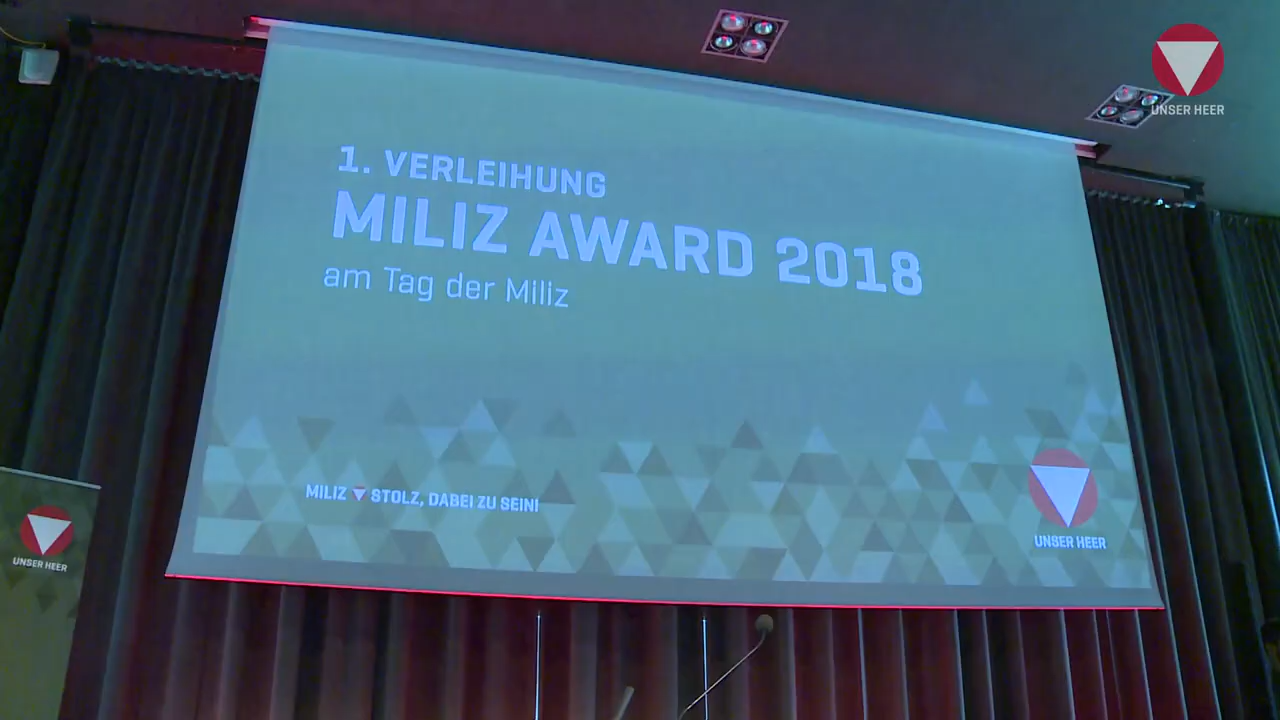 UNSER HEER
1. VERLEIHUNG
MILIZ AWARD 2018
am Tag der Miliz
MILIZ STOLZ, DABEI ZU SEIN!
UNSER HEER
UNSER HEER